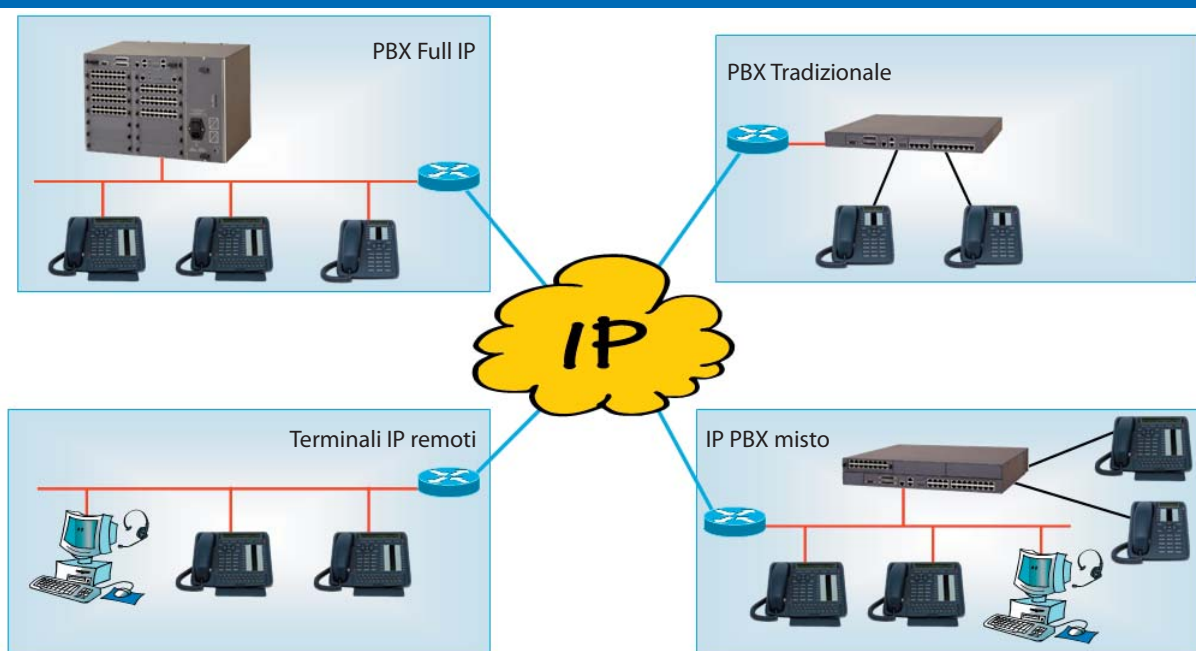 PBX Full IP
PBX Tradizionale
IP
Terminali IP remoti
IP PBX misto